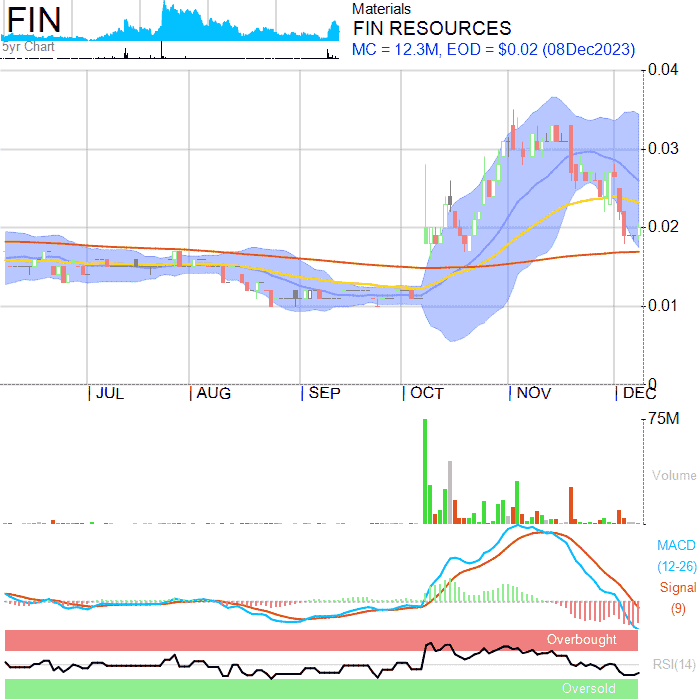 FIN
5yr Chart
Materials
FIN RESOURCES
MC = 12.3M, EOD = $0.02 (08Dec2023)
0.04
0.03
0.02
0.01
0
JUL AUG SEP OCT NOV DEC
75M
Volume
MACD
(12-26)
Signal
(9)
Overbought
RSI(14)
Oversold